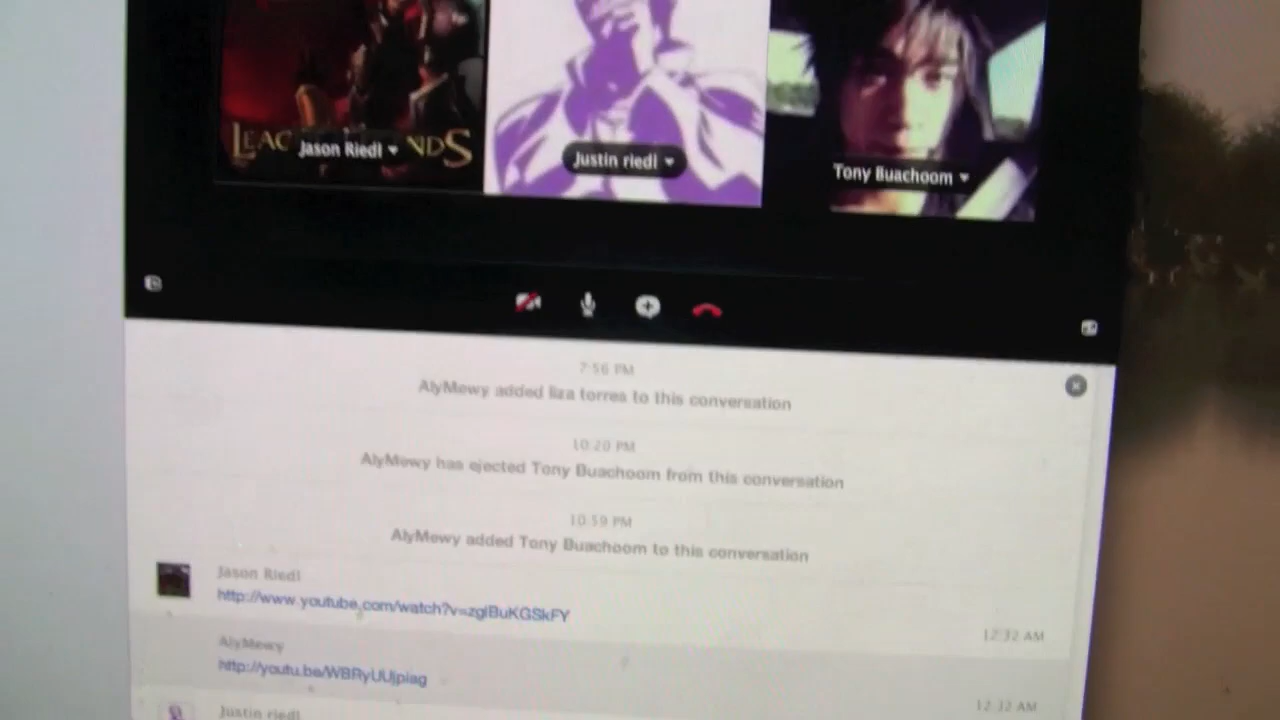 LEAG
NDS
Jason Riedl
Justin riedl
Tony Buachoom
7:56 PM
AlyMewy added liza torres to this conversation
10:20 PM
AlyMewy has ejected Tony Buachoom from this conversation
10:59 PM
AlyMewy added Tony Buachoom to this conversation
Jason Riedl
http://www.youtube.com/watch?v=zglBuKGSkFY
12:32 AM
AlyMewy
http://youtu.be/WBRyUUjpiag
12:32 AM
Justin riedl